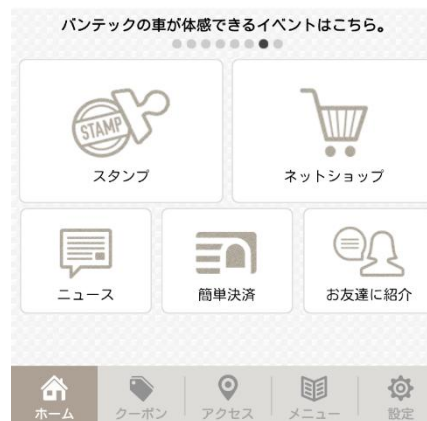 バンテックの車が体感できるイベントはこちら。
STAMP
スタンプ
ネットショップ
ニュース
簡単決済
お友達に紹介
ホーム
クーポン
アクセス
メニュー
設定